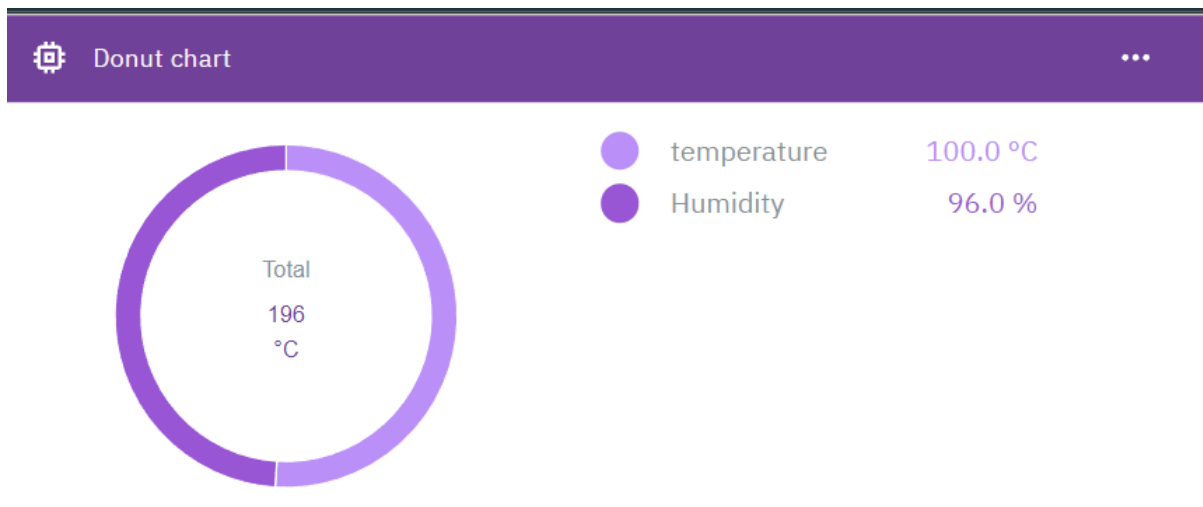 Donut chart
temperature 100.0 °C
Humidity 96.0 %
Total
196
°C